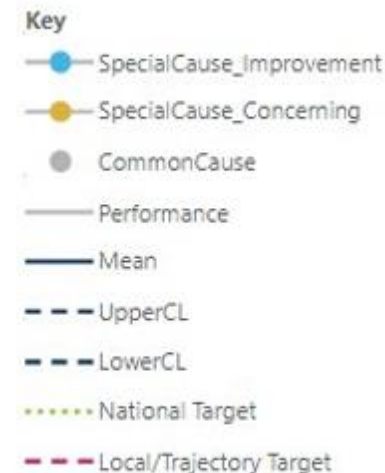 Key
SpecialCause_Improvement
SpecialCause_Concerning
CommonCause
Performance
Mean
UpperCL
LowerCL
National Target
Local/Trajectory Target